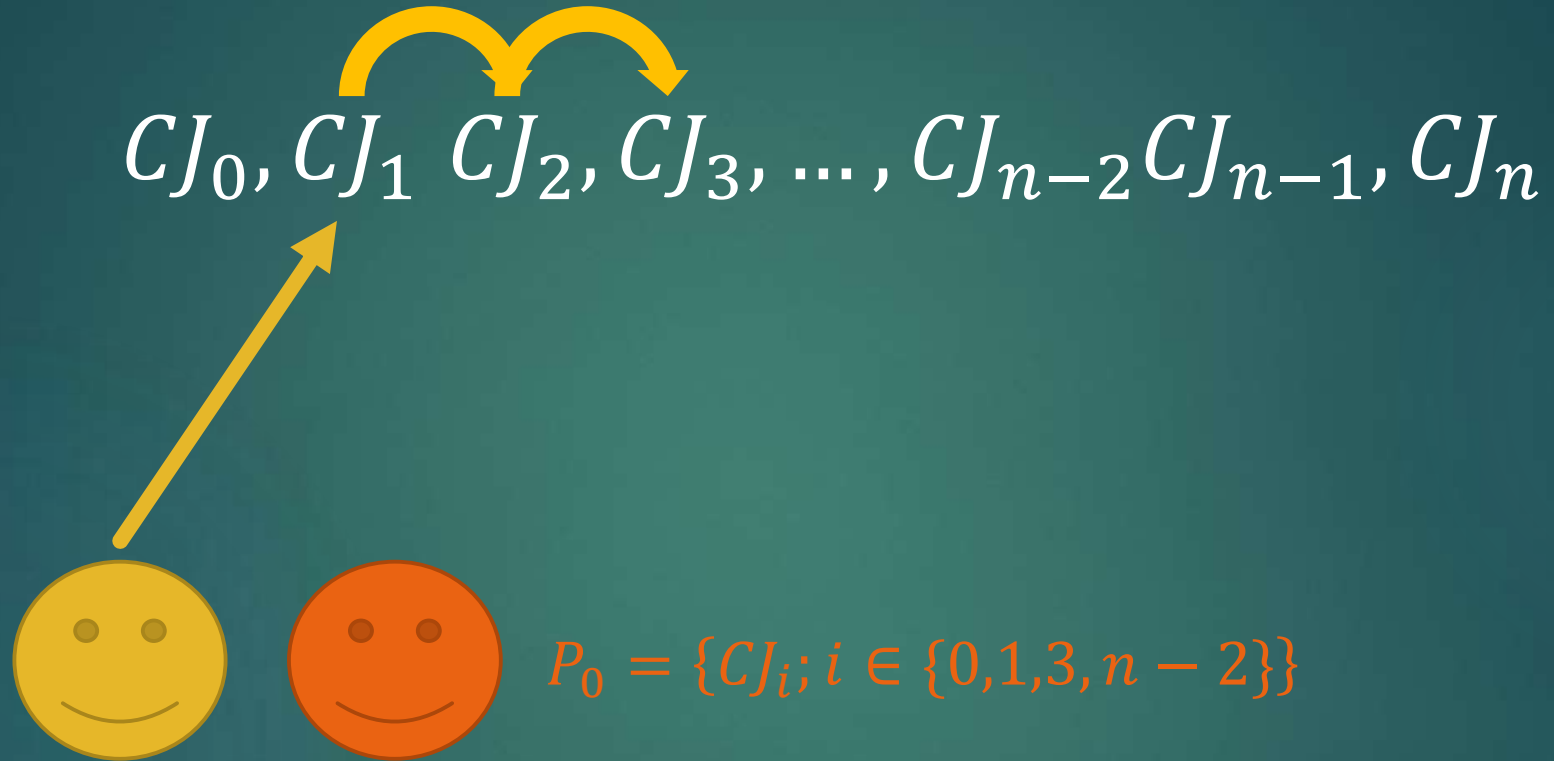 𝐶𝐽₀, 𝐶𝐽₁ 𝐶𝐽₂, 𝐶𝐽₃, … , 𝐶𝐽ₙ₋₂𝐶𝐽ₙ₋₁, 𝐶𝐽ₙ
𝑃₀ = {𝐶𝐽ᵢ; 𝑖 ∈ {0,1,3, 𝑛 − 2}}